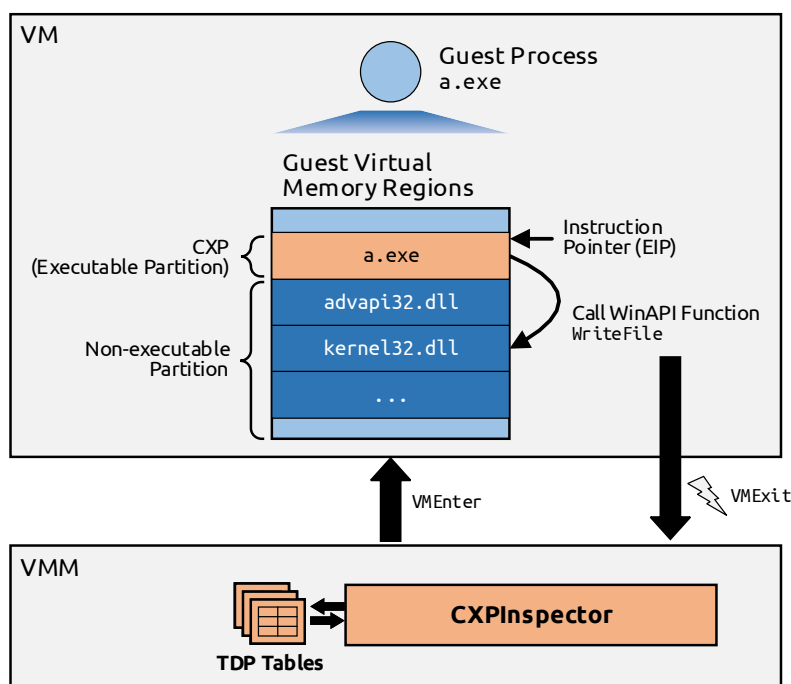 VM
Guest Process
a.exe
Guest Virtual
Memory Regions
CXP
(Executable Partition)
a.exe
Instruction
Pointer (EIP)
advapi32.dll
Call WinAPI Function
WriteFile
kernel32.dll
Non-executable
Partition
...
VMEnter
VMExit
VMM
CXPInspector
TDP Tables